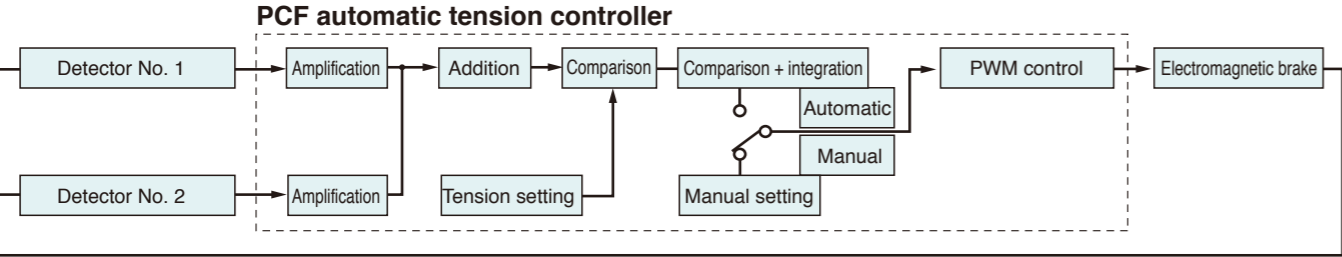 PCF automatic tension controller
Detector No. 1
Amplification
Addition
Comparison
Comparison + integration
PWM control
Electromagnetic brake
Automatic
Manual
Detector No. 2
Amplification
Tension setting
Manual setting